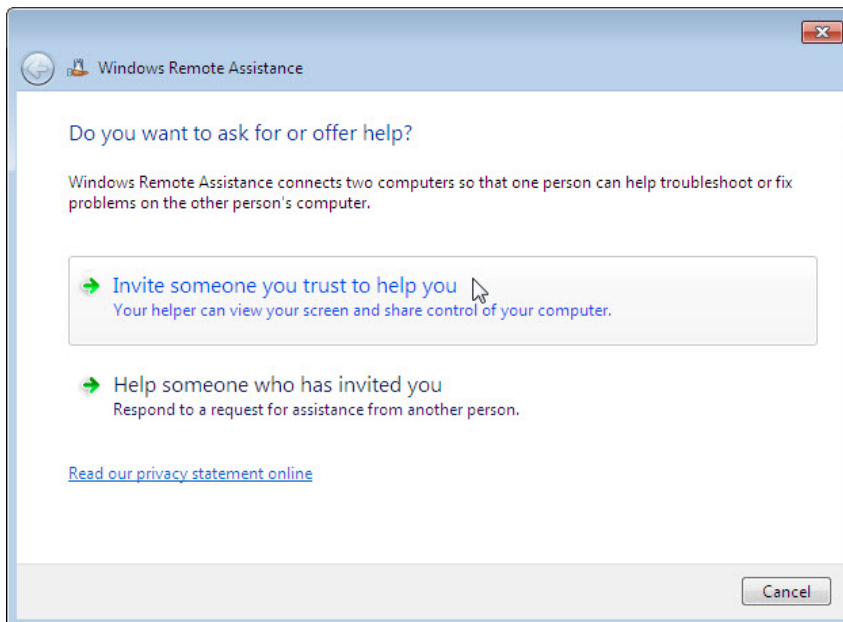 Windows Remote Assistance
Do you want to ask for or offer help?
Windows Remote Assistance connects two computers so that one person can help troubleshoot or fix
problems on the other person's computer.
Invite someone you trust to help you
Your helper can view your screen and share control of your computer.
Help someone who has invited you
Respond to a request for assistance from another person.
Read our privacy statement online
Cancel